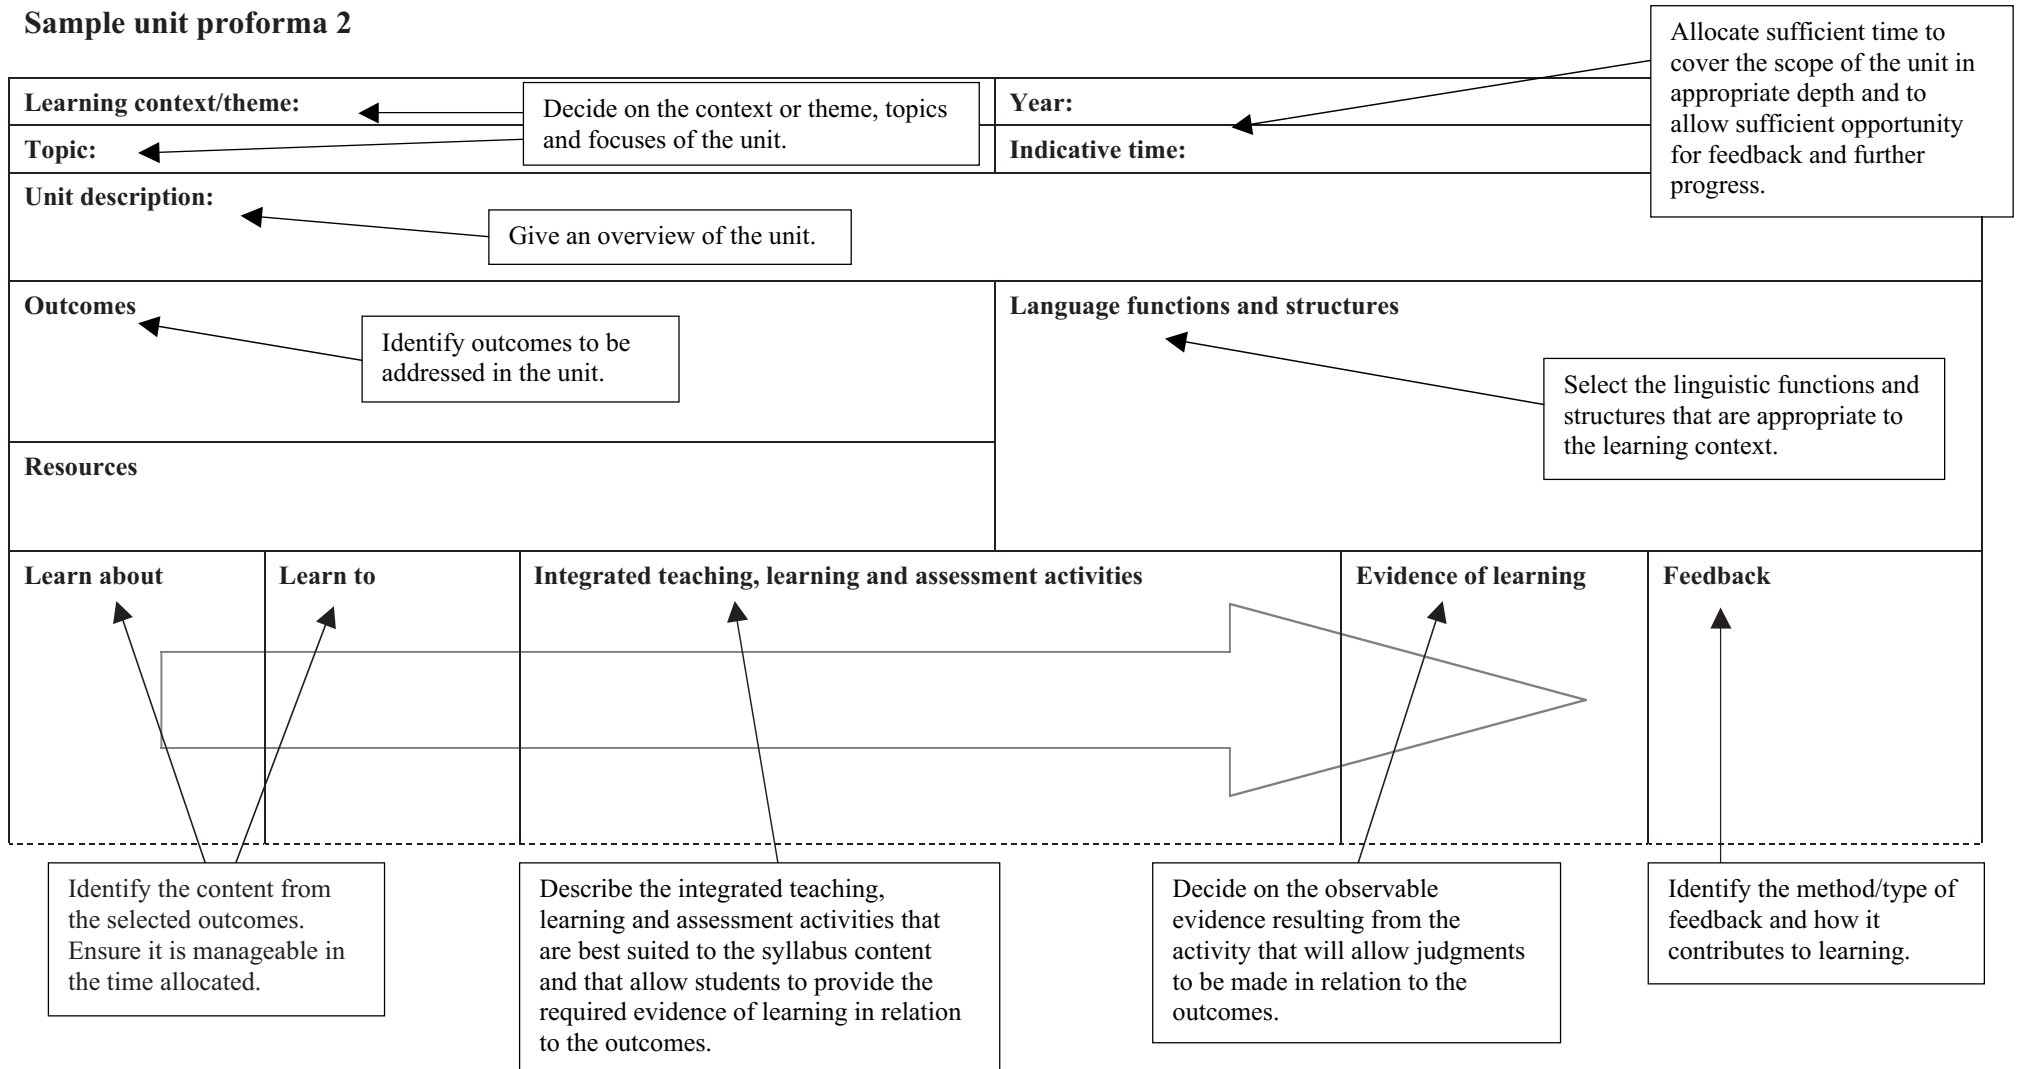 Sample unit proforma 2
Allocate sufficient time to
cover the scope of the unit in
appropriate depth and to
allow sufficient opportunity
for feedback and further
progress.
Learning context/theme:
Decide on the context or theme, topics
and focuses of the unit.
Year:
Topic:
Indicative time:
Unit description:
Give an overview of the unit.
Outcomes
Identify outcomes to be
addressed in the unit.
Language functions and structures
Select the linguistic functions and
structures that are appropriate to
the learning context.
Resources
Learn about
Learn to
Integrated teaching, learning and assessment activities
Evidence of learning
Feedback
Identify the content from
the selected outcomes.
Ensure it is manageable in
the time allocated.
Describe the integrated teaching,
learning and assessment activities that
are best suited to the syllabus content
and that allow students to provide the
required evidence of learning in relation
to the outcomes.
Decide on the observable
evidence resulting from the
activity that will allow judgments
to be made in relation to the
outcomes.
Identify the method/type of
feedback and how it
contributes to learning.